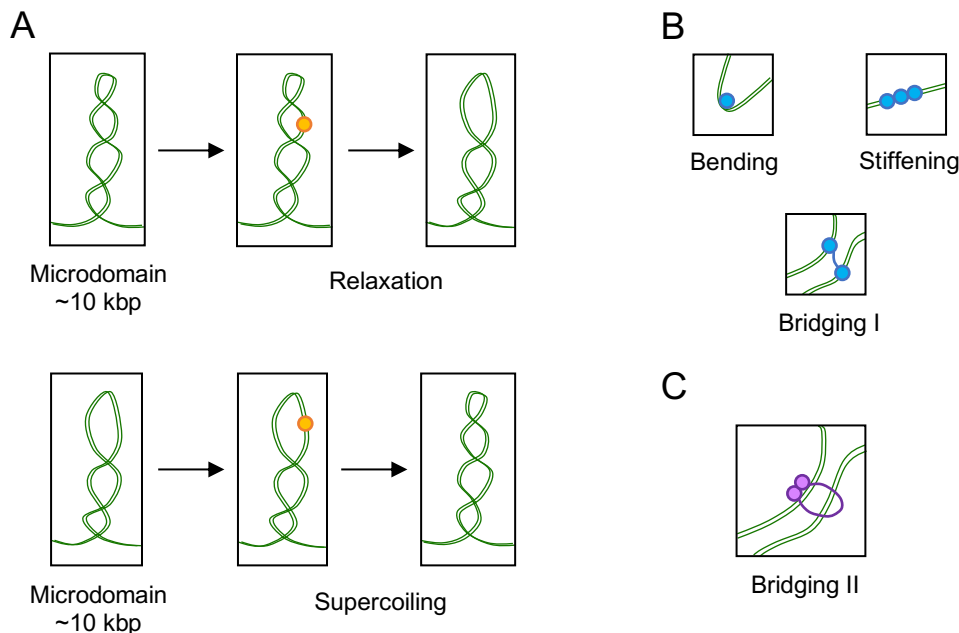 A
Microdomain
~10 kbp
Relaxation
Microdomain
~10 kbp
Supercoiling
B
Bending
Stiffening
Bridging I
C
Bridging II